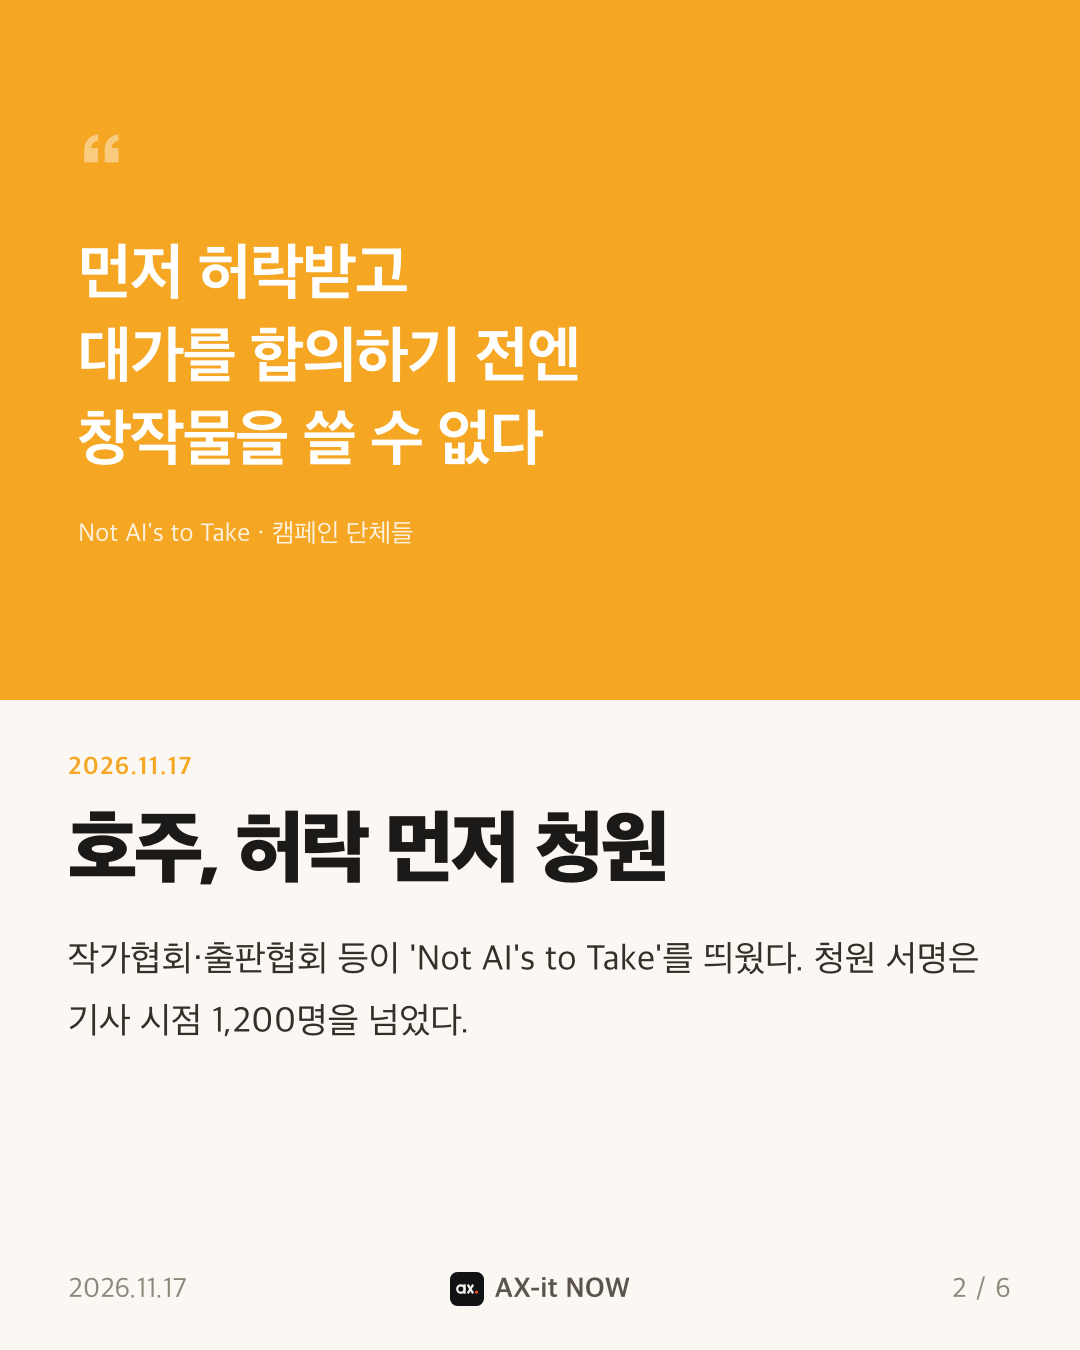 “
먼저 허락받고
대가를 합의하기 전엔
창작물을 쓸 수 없다
Not AI's to Take · 캠페인 단체들
2026.11.17
호주, 허락 먼저 청원
작가협회·출판협회 등이 'Not AI's to Take'를 띄웠다. 청원 서명은
기사 시점 1,200명을 넘었다.
2026.11.17
ax. AX-it NOW
2 / 6